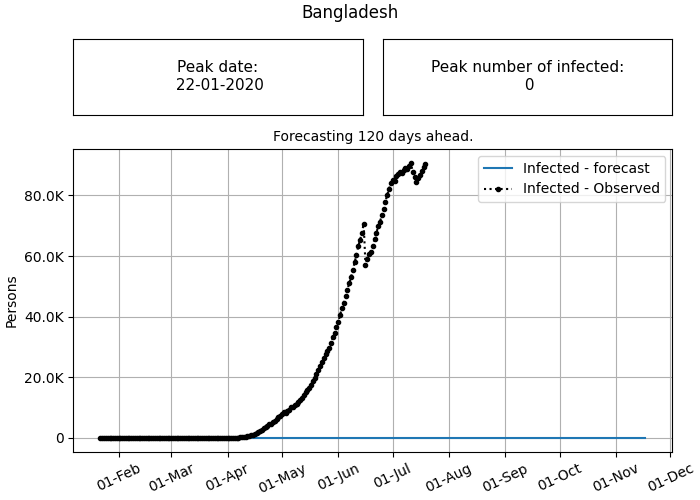 Bangladesh
Peak date:
22-01-2020
Peak number of infected:
0
Forecasting 120 days ahead.
Infected - forecast
Infected - Observed
80.0K
60.0K
40.0K
20.0K
0
Persons
01-Feb
01-Mar
01-Apr
01-May
01-Jun
01-Jul
01-Aug
01-Sep
01-Oct
01-Nov
01-Dec